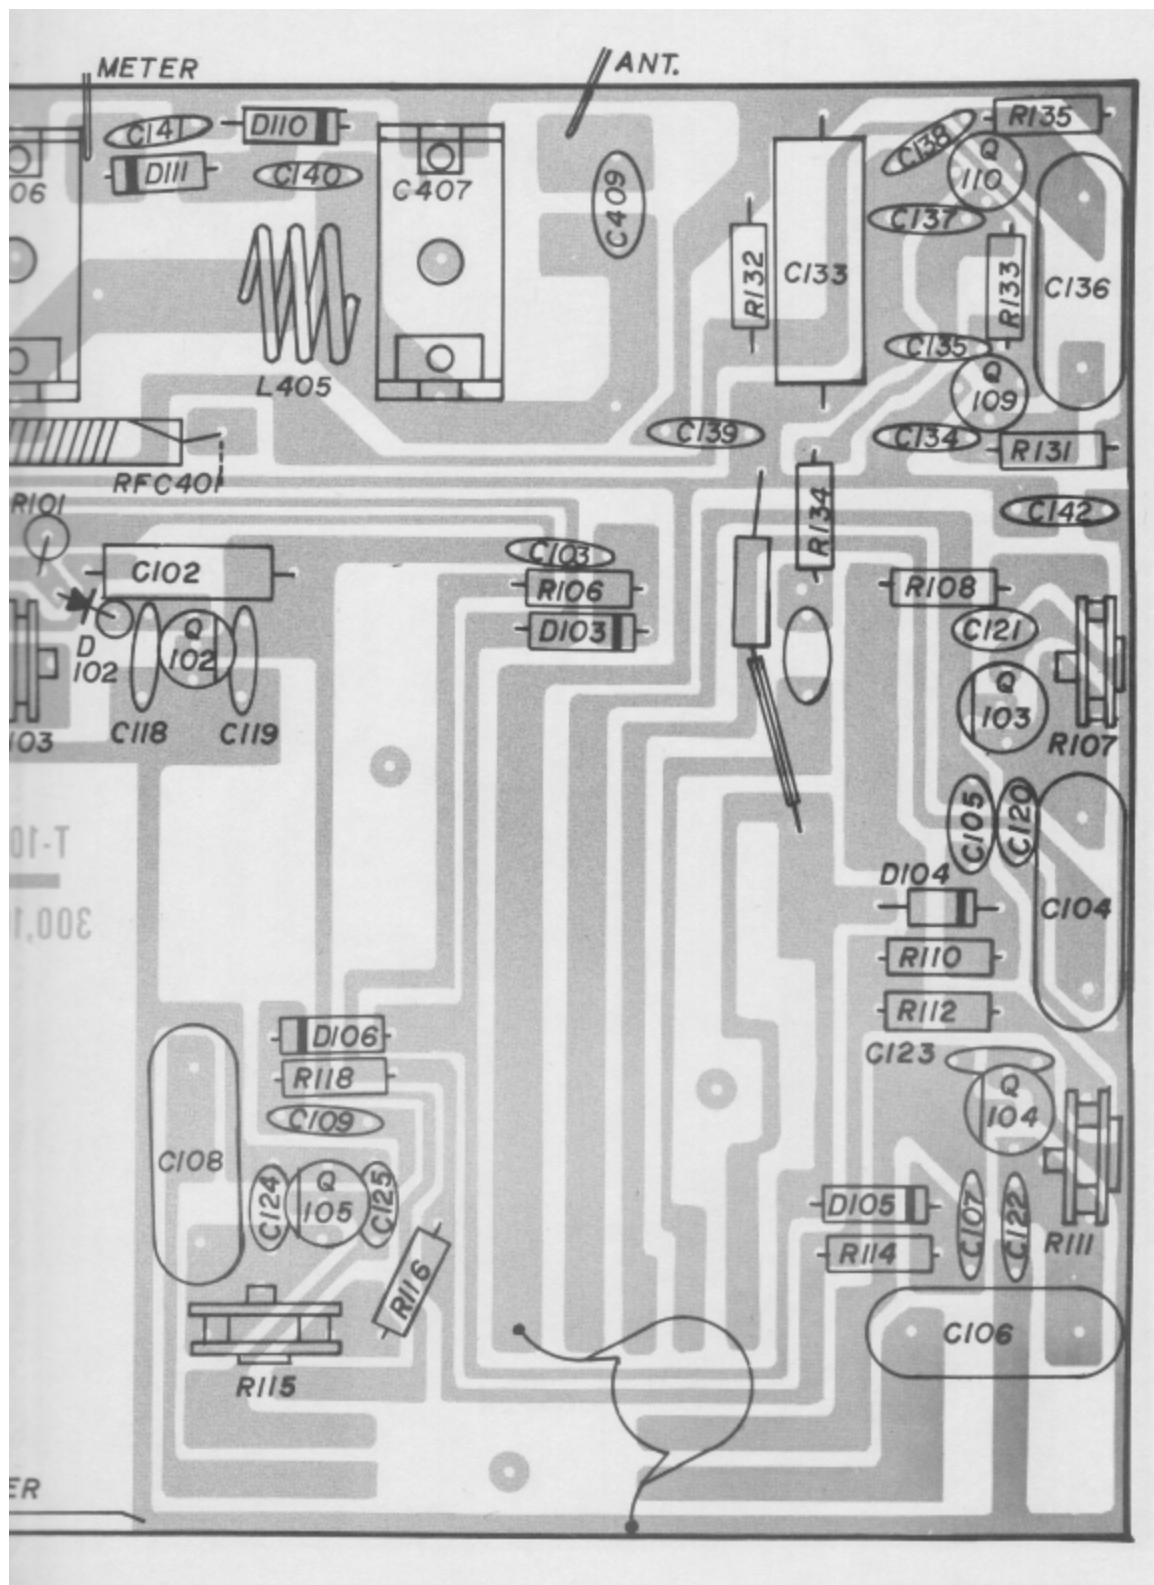 METER
ANT.
C141
D110
D111
C140
06
C407
C409
L405
RFC401
R132
C133
C138
R135
Q
110
C137
R133
C136
C135
Q
109
C139
C134
R131
R134
C142
R101
C102
D
102
Q
102
C118
C119
103
C103
R106
D103
R108
C121
Q
103
R107
C105
C120
D104
C104
R110
R112
C123
Q
104
T-10
300,1
D106
R118
C109
C108
C124
Q
105
C125
R116
R115
D105
R114
C107
C122
R111
C106
ER